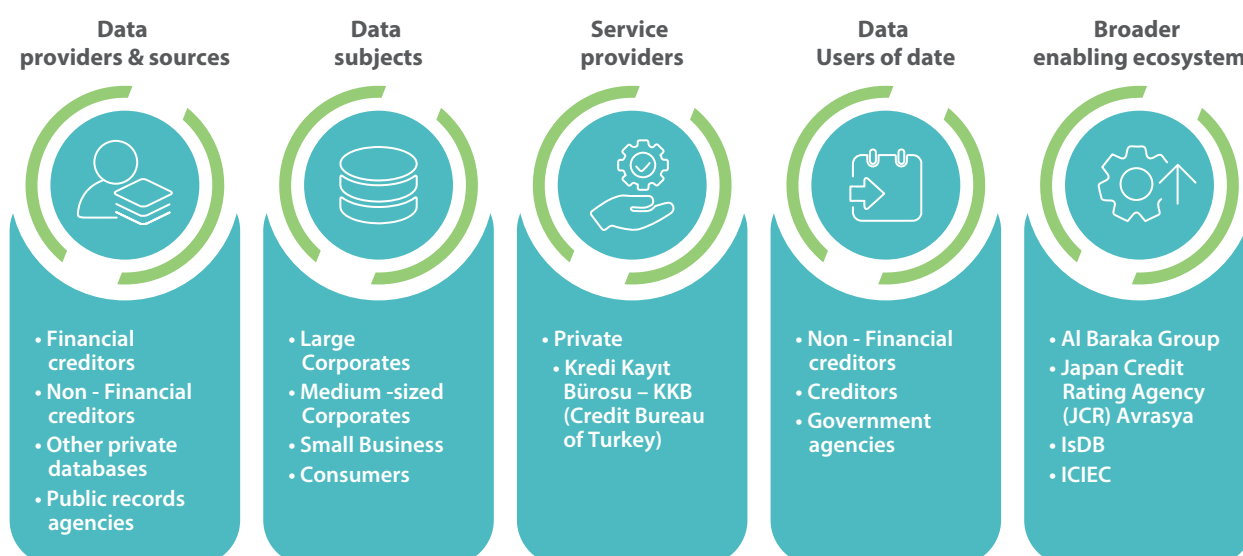 Data
providers & sources
Data
subjects
Service
providers
Data
Users of date
Broader
enabling ecosystem
• Financial
creditors
• Non - Financial
creditors
• Other private
databases
• Public records
agencies
• Large
Corporates
• Medium -sized
Corporates
• Small Business
• Consumers
• Private
• Kredi Kayıt
Bürosu – KKB
(Credit Bureau
of Turkey)
• Non - Financial
creditors
• Creditors
• Government
agencies
• Al Baraka Group
• Japan Credit
Rating Agency
(JCR) Avrasya
• IsDB
• ICIEC